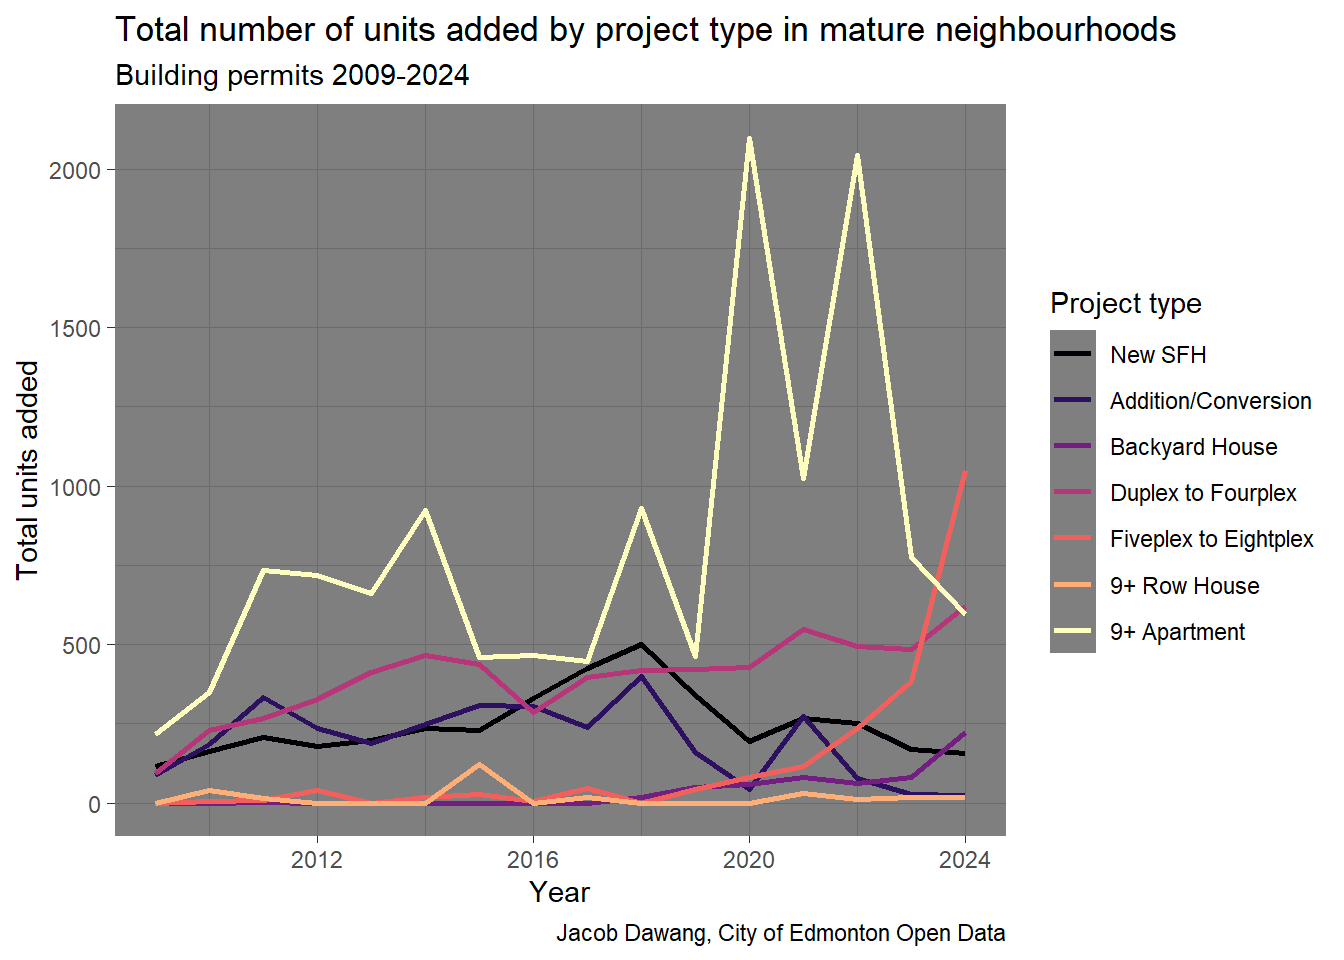 Total number of units added by project type in mature neighbourhoods
Building permits 2009-2024
Total units added
2000
1500
1000
500
0
2012
2016
2020
2024
Year
Project type
New SFH
Addition/Conversion
Backyard House
Duplex to Fourplex
Fiveplex to Eightplex
9+ Row House
9+ Apartment
Jacob Dawang, City of Edmonton Open Data